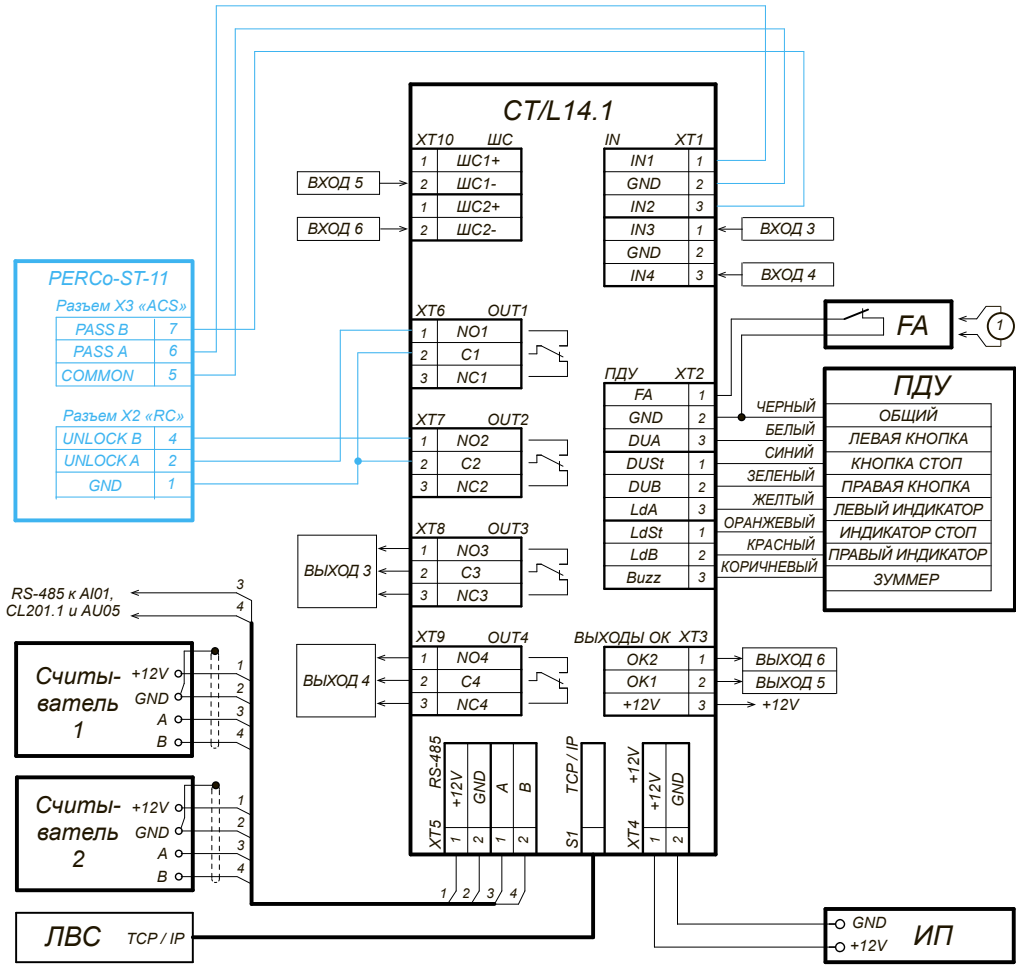 CT/L14.1
XT10 ШС
1 ШС1+
2 ШС1-
1 ШС2+
2 ШС2-
ВХОД 5
ВХОД 6
IN XT1
IN1 1
GND 2
IN2 3
IN3 1
GND 2
IN4 3
ВХОД 3
ВХОД 4
PERCo-ST-11
Разъем X3 «ACS»
PASS B 7
PASS A 6
COMMON 5
Разъем X2 «RC»
UNLOCK B 4
UNLOCK A 2
GND 1
XT6 OUT1
1 NO1
2 C1
3 NC1
XT7 OUT2
1 NO2
2 C2
3 NC2
XT8 OUT3
1 NO3
2 C3
3 NC3
ВЫХОД 3
XT9 OUT4
1 NO4
2 C4
3 NC4
ВЫХОД 4
FA
1
ПДУ XT2
FA 1
GND 2
DUA 3
DUSt 1
DUB 2
LdA 3
LdSt 1
LdB 2
Buzz 3
ЧЕРНЫЙ
БЕЛЫЙ
СИНИЙ
ЗЕЛЕНЫЙ
ЖЕЛТЫЙ
ОРАНЖЕВЫЙ
КРАСНЫЙ
КОРИЧНЕВЫЙ
ПДУ
ОБЩИЙ
ЛЕВАЯ КНОПКА
КНОПКА СТОП
ПРАВАЯ КНОПКА
ЛЕВЫЙ ИНДИКАТОР
ИНДИКАТОР СТОП
ПРАВЫЙ ИНДИКАТОР
ЗУММЕР
ВЫХОДЫ ОК XT3
OK2 1
OK1 2
+12V 3
ВЫХОД 6
ВЫХОД 5
+12V
RS-485 к AI01,
CL201.1 и AU05
3
4
Считы-
ватель
1
+12V
GND
A
B
1
2
3
4
Считы-
ватель
2
+12V
GND
A
B
1
2
3
4
XT5 RS-485
1 +12V
2 GND
1 A
2 B
1 2 3 4
S1 TCP / IP
XT4 +12V
1 +12V
2 GND
ЛВС TCP / IP
GND
+12V
ИП